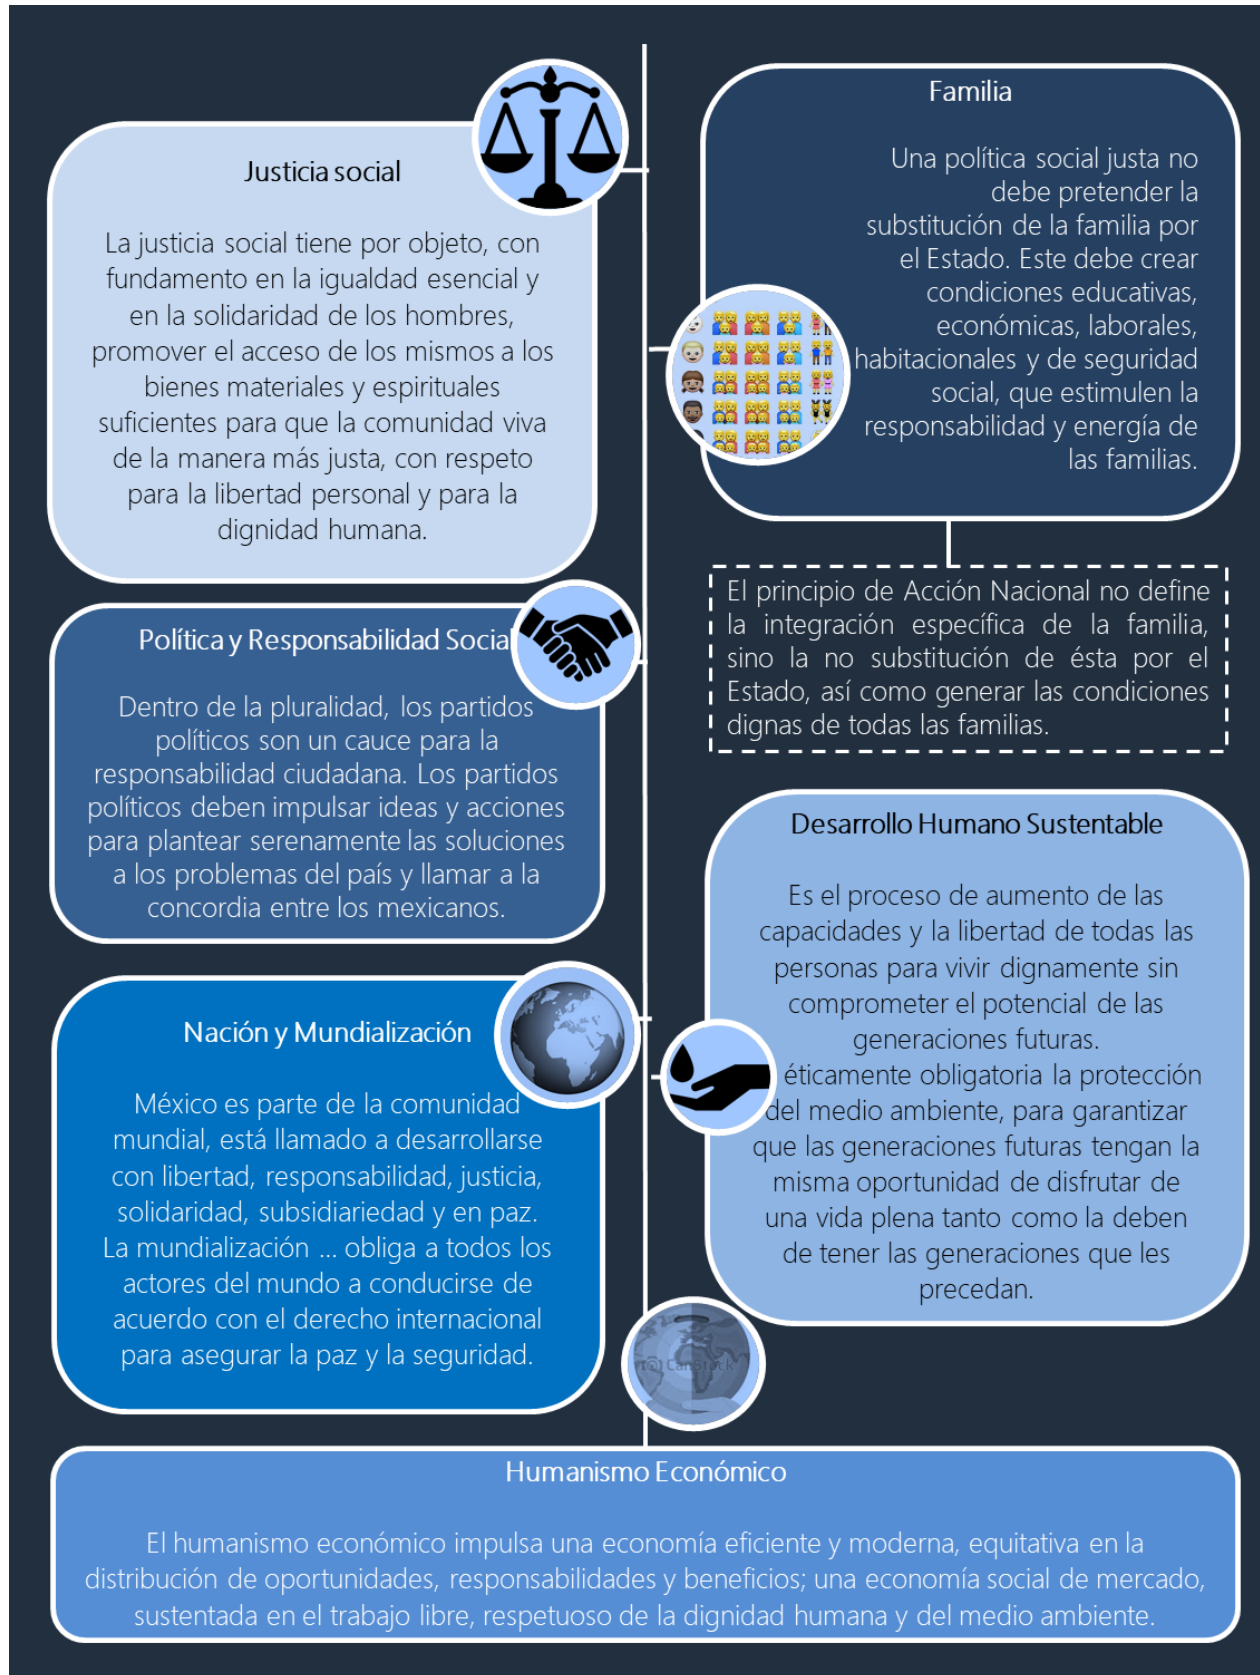 Justicia social
La justicia social tiene por objeto, con
fundamento en la igualdad esencial y
en la solidaridad de los hombres,
promover el acceso de los mismos a los
bienes materiales y espirituales
suficientes para que la comunidad viva
de la manera más justa, con respeto
para la libertad personal y para la
dignidad humana.
Familia
Una política social justa no
debe pretender la
substitución de la familia por
el Estado. Este debe crear
condiciones educativas,
económicas, laborales,
habitacionales y de seguridad
social, que estimulen la
responsabilidad y energía de
las familias.
El principio de Acción Nacional no define
la integración específica de la familia,
sino la no substitución de ésta por el
Estado, así como generar las condiciones
dignas de todas las familias.
Política y Responsabilidad Social
Dentro de la pluralidad, los partidos
políticos son un cauce para la
responsabilidad ciudadana. Los partidos
políticos deben impulsar ideas y acciones
para plantear serenamente las soluciones
a los problemas del país y llamar a la
concordia entre los mexicanos.
Desarrollo Humano Sustentable
Es el proceso de aumento de las
capacidades y la libertad de todas las
personas para vivir dignamente sin
comprometer el potencial de las
generaciones futuras.
éticamente obligatoria la protección
del medio ambiente, para garantizar
que las generaciones futuras tengan la
misma oportunidad de disfrutar de
una vida plena tanto como la deben
de tener las generaciones que les
precedan.
Nación y Mundialización
México es parte de la comunidad
mundial, está llamado a desarrollarse
con libertad, responsabilidad, justicia,
solidaridad, subsidiariedad y en paz.
La mundialización ... obliga a todos los
actores del mundo a conducirse de
acuerdo con el derecho internacional
para asegurar la paz y la seguridad.
CanStock
Humanismo Económico
El humanismo económico impulsa una economía eficiente y moderna, equitativa en la
distribución de oportunidades, responsabilidades y beneficios; una economía social de mercado,
sustentada en el trabajo libre, respetuoso de la dignidad humana y del medio ambiente.